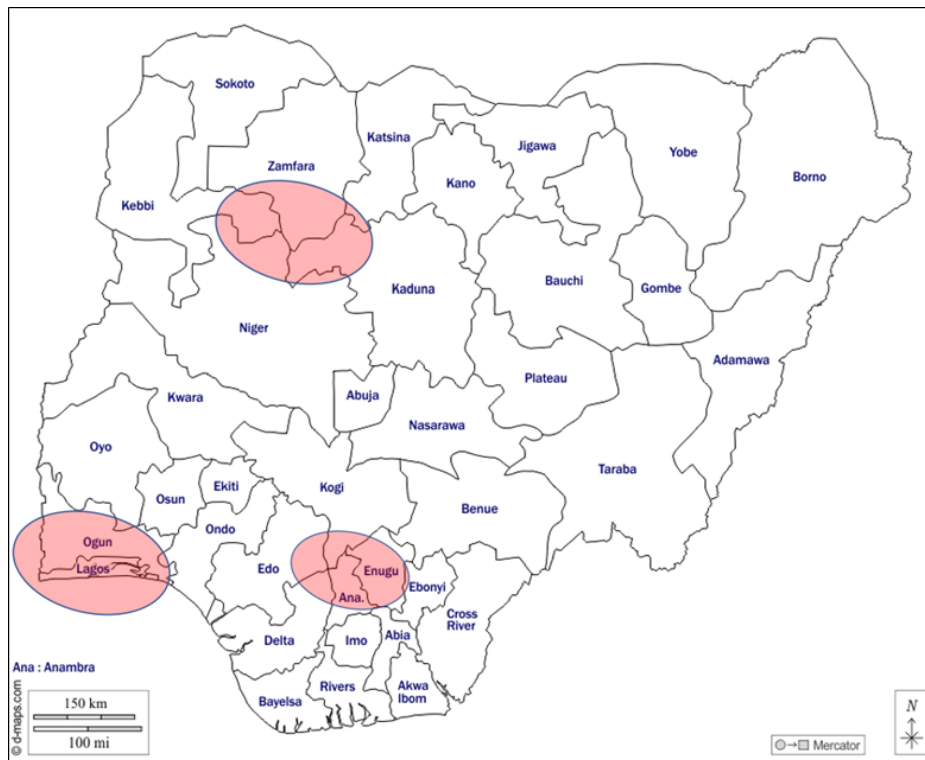 Sokoto
Katsina
Jigawa
Yobe
Zamfara
Kano
Borno
Kebbi
Kaduna
Bauchi
Gombe
Niger
Adamawa
Plateau
Abuja
Kwara
Nasarawa
Oyo
Taraba
Ekiti
Kogi
Osun
Benue
Ondo
Ogun
Lagos
Edo
Enugu
Ebonyi
Ana.
Cross
River
Delta
Imo
Abia
Ana : Anambra
Rivers
Akwa
Ibom
Bayelsa
150 km
100 mi
© d-maps.com
N
Mercator